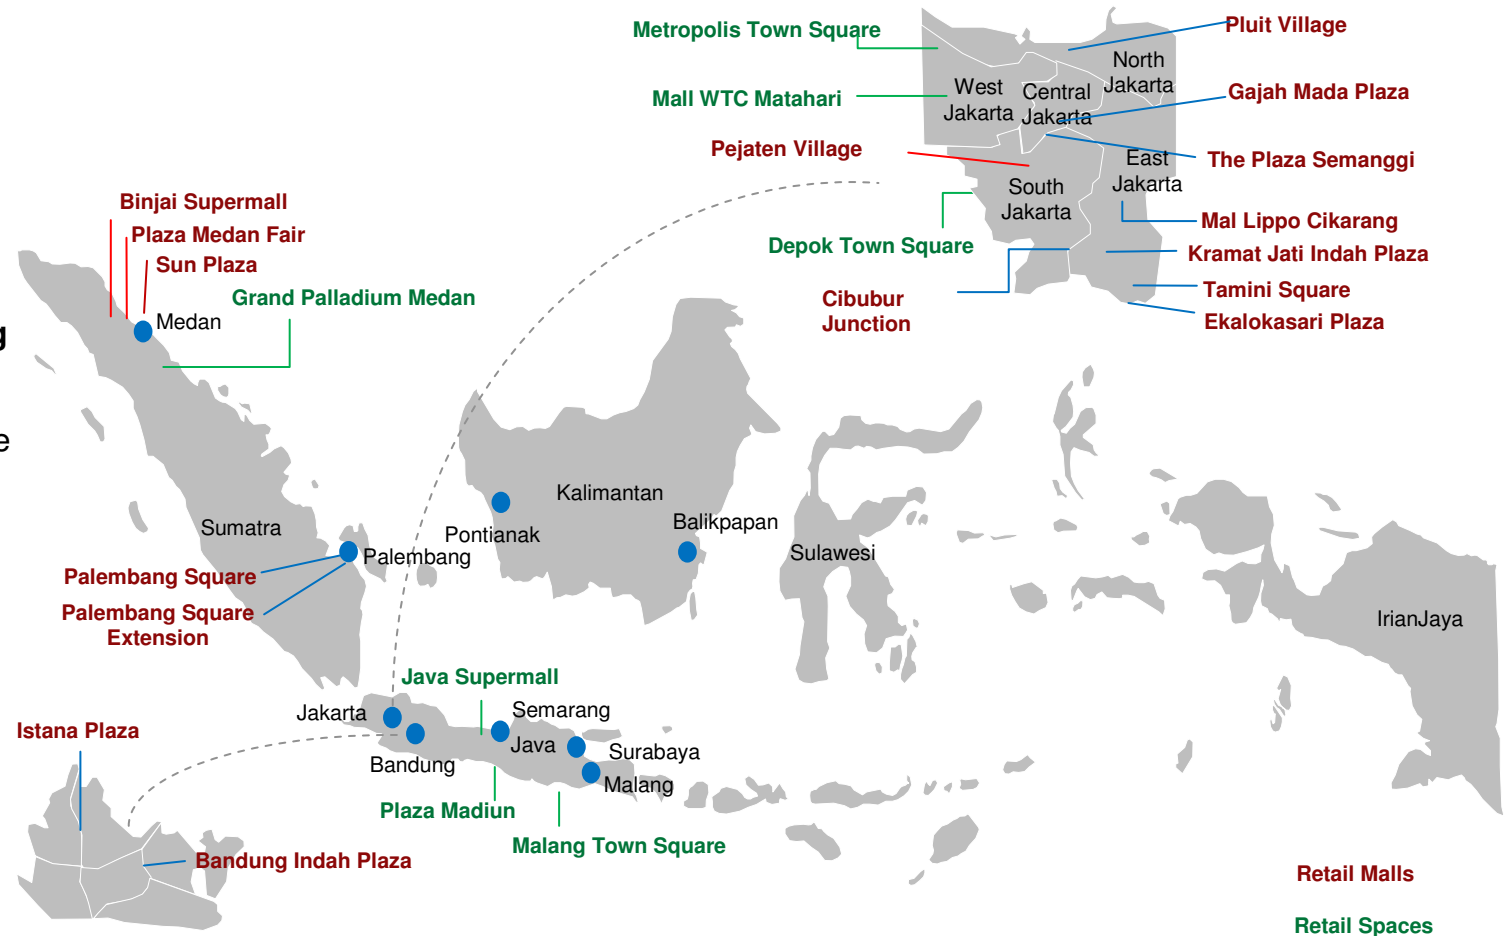 Metropolis Town Square
Pluit Village
North
Jakarta
West
Jakarta
Central
Jakarta
Mall WTC Matahari
Gajah Mada Plaza
Pejaten Village
The Plaza Semanggi
East
Jakarta
South
Jakarta
Mal Lippo Cikarang
Depok Town Square
Kramat Jati Indah Plaza
Cibubur
Junction
Tamini Square
Ekalokasari Plaza
Binjai Supermall
Plaza Medan Fair
Sun Plaza
Grand Palladium Medan
Medan
g
e
Kalimantan
Pontianak
Balikpapan
Sumatra
Palembang
Sulawesi
Palembang Square
Palembang Square
Extension
IrianJaya
Java Supermall
Jakarta
Semarang
Java
Surabaya
Bandung
Malang
Istana Plaza
Plaza Madiun
Malang Town Square
Bandung Indah Plaza
Retail Malls
Retail Spaces